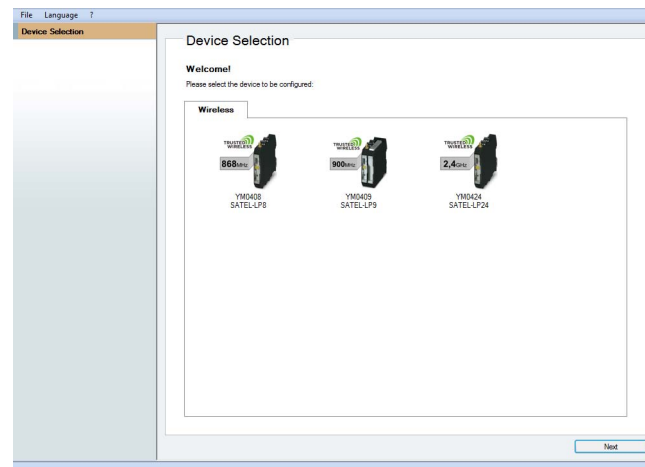 File Language ?
Device Selection
Device Selection
Welcome!
Please select the device to be configured:
Wireless
TRUSTED WIRELESS
868MHz
YM0408
SATEL-LP8
TRUSTED WIRELESS
900MHz
YM0409
SATEL-LP9
TRUSTED WIRELESS
2,4GHz
YM0424
SATEL-LP24
Next